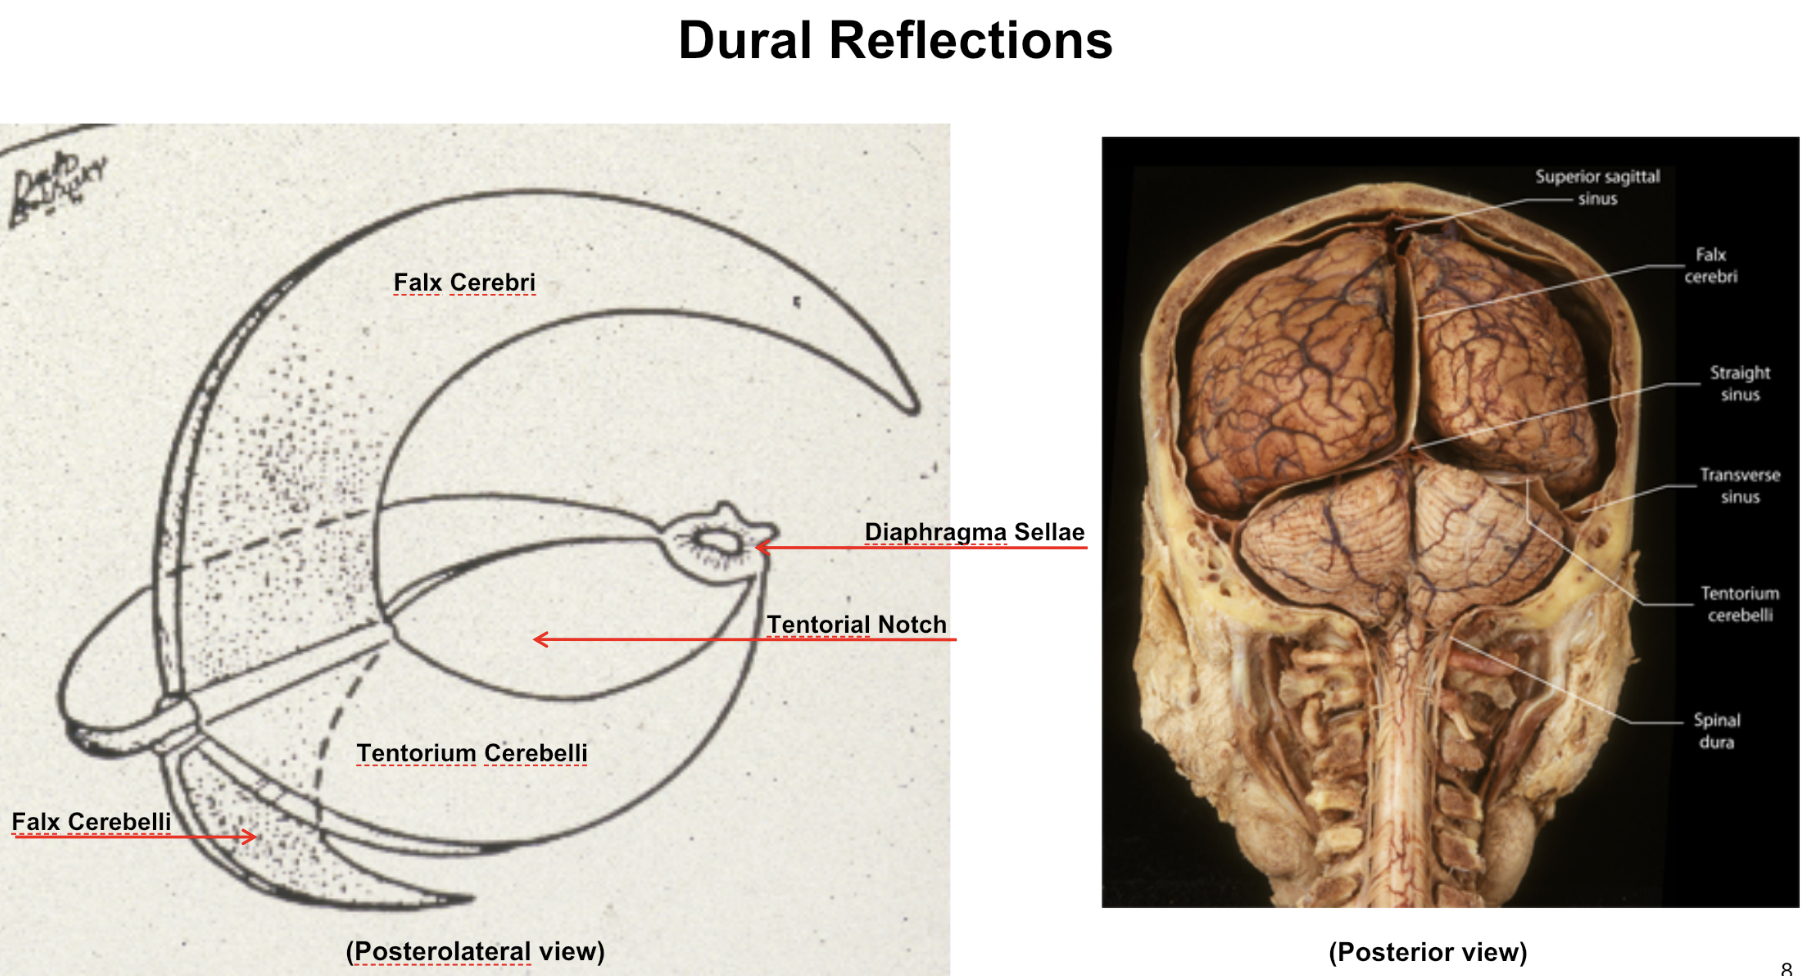 Dural Reflections
Falx Cerebri
Diaphragma Sellae
Tentorial Notch
Tentorium Cerebelli
Falx Cerebelli
(Posterolateral view)
Superior sagittal
sinus
Falx
cerebri
Straight
sinus
Transverse
sinus
Tentorium
cerebelli
Spinal
dura
(Posterior view)
8